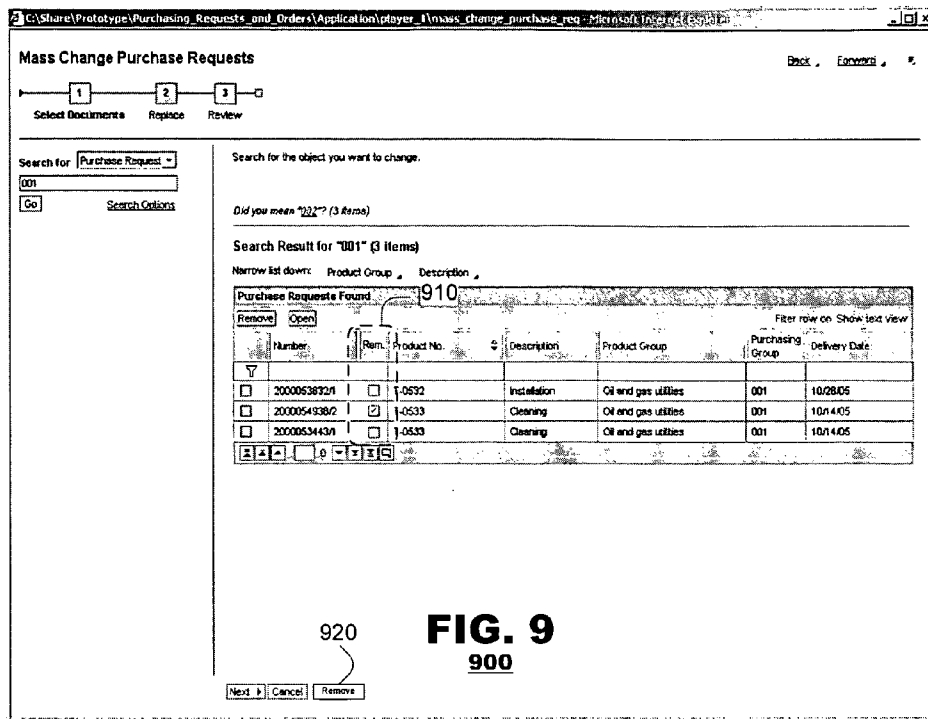 C:\Share\Prototype\Purchasing_Requests_and_Orders\Application\player_1\mass_change_purchase_req - Microsoft Internet Explorer
Mass Change Purchase Requests
Back Forward
1 2 3
Select Documents Replace Review
Search for Purchase Request
001
Go Search Options
Search for the object you want to change.
Did you mean "002"? (3 items)
Search Result for "001" (3 items)
Narrow list down: Product Group Description
Purchase Requests Found 910
Remove Open Filter row on Show text view
Number Rem. Product No. Description Product Group Purchasing Group Delivery Date
2000053832/1 T-0532 Installation Oil and gas utilities 001 10/28/05
2000054938/2 T-0533 Cleaning Oil and gas utilities 001 10/14/05
2000053443/1 T-0533 Cleaning Oil and gas utilities 001 10/14/05
0
920
FIG. 9
900
Next Cancel Remove